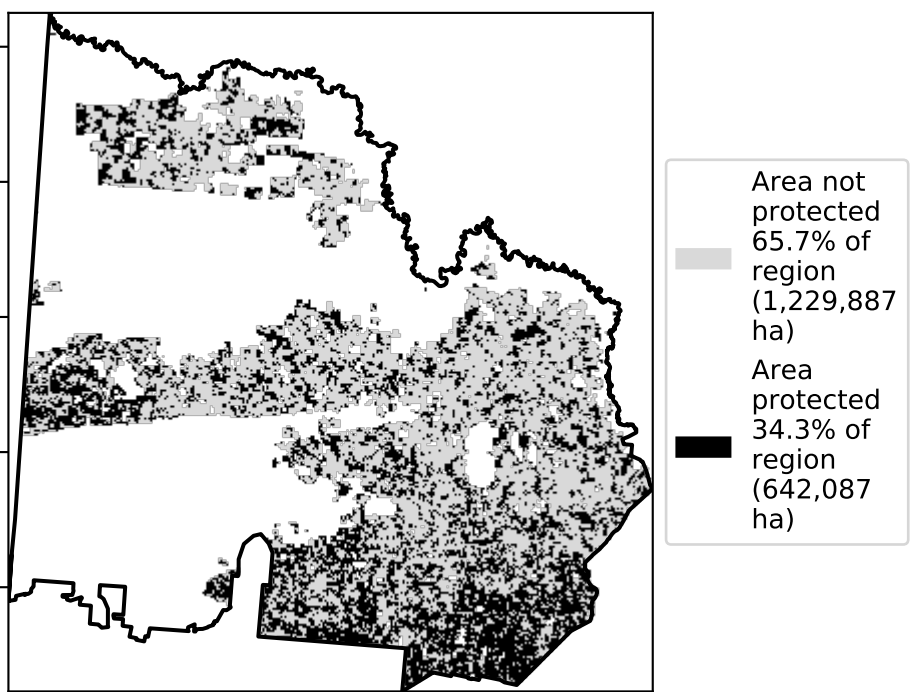 Area not
protected
65.7% of
region
(1,229,887
ha)
Area
protected
34.3% of
region
(642,087
ha)